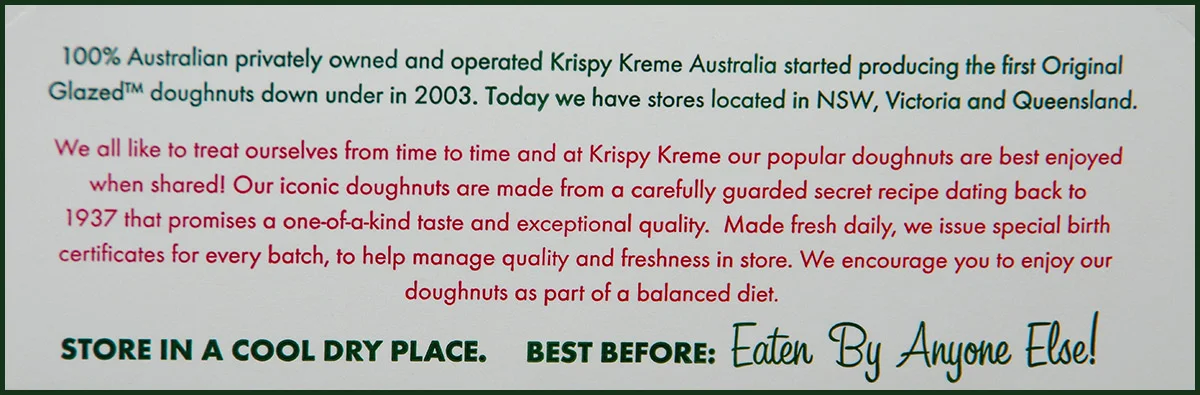 100% Australian privately owned and operated Krispy Kreme Australia started producing the first Original
Glazed™ doughnuts down under in 2003. Today we have stores located in NSW, Victoria and Queensland.
We all like to treat ourselves from time to time and at Krispy Kreme our popular doughnuts are best enjoyed
when shared! Our iconic doughnuts are made from a carefully guarded secret recipe dating back to
1937 that promises a one-of-a-kind taste and exceptional quality.  Made fresh daily, we issue special birth
certificates for every batch, to help manage quality and freshness in store. We encourage you to enjoy our
doughnuts as part of a balanced diet.
STORE IN A COOL DRY PLACE. BEST BEFORE: Eaten By Anyone Else!